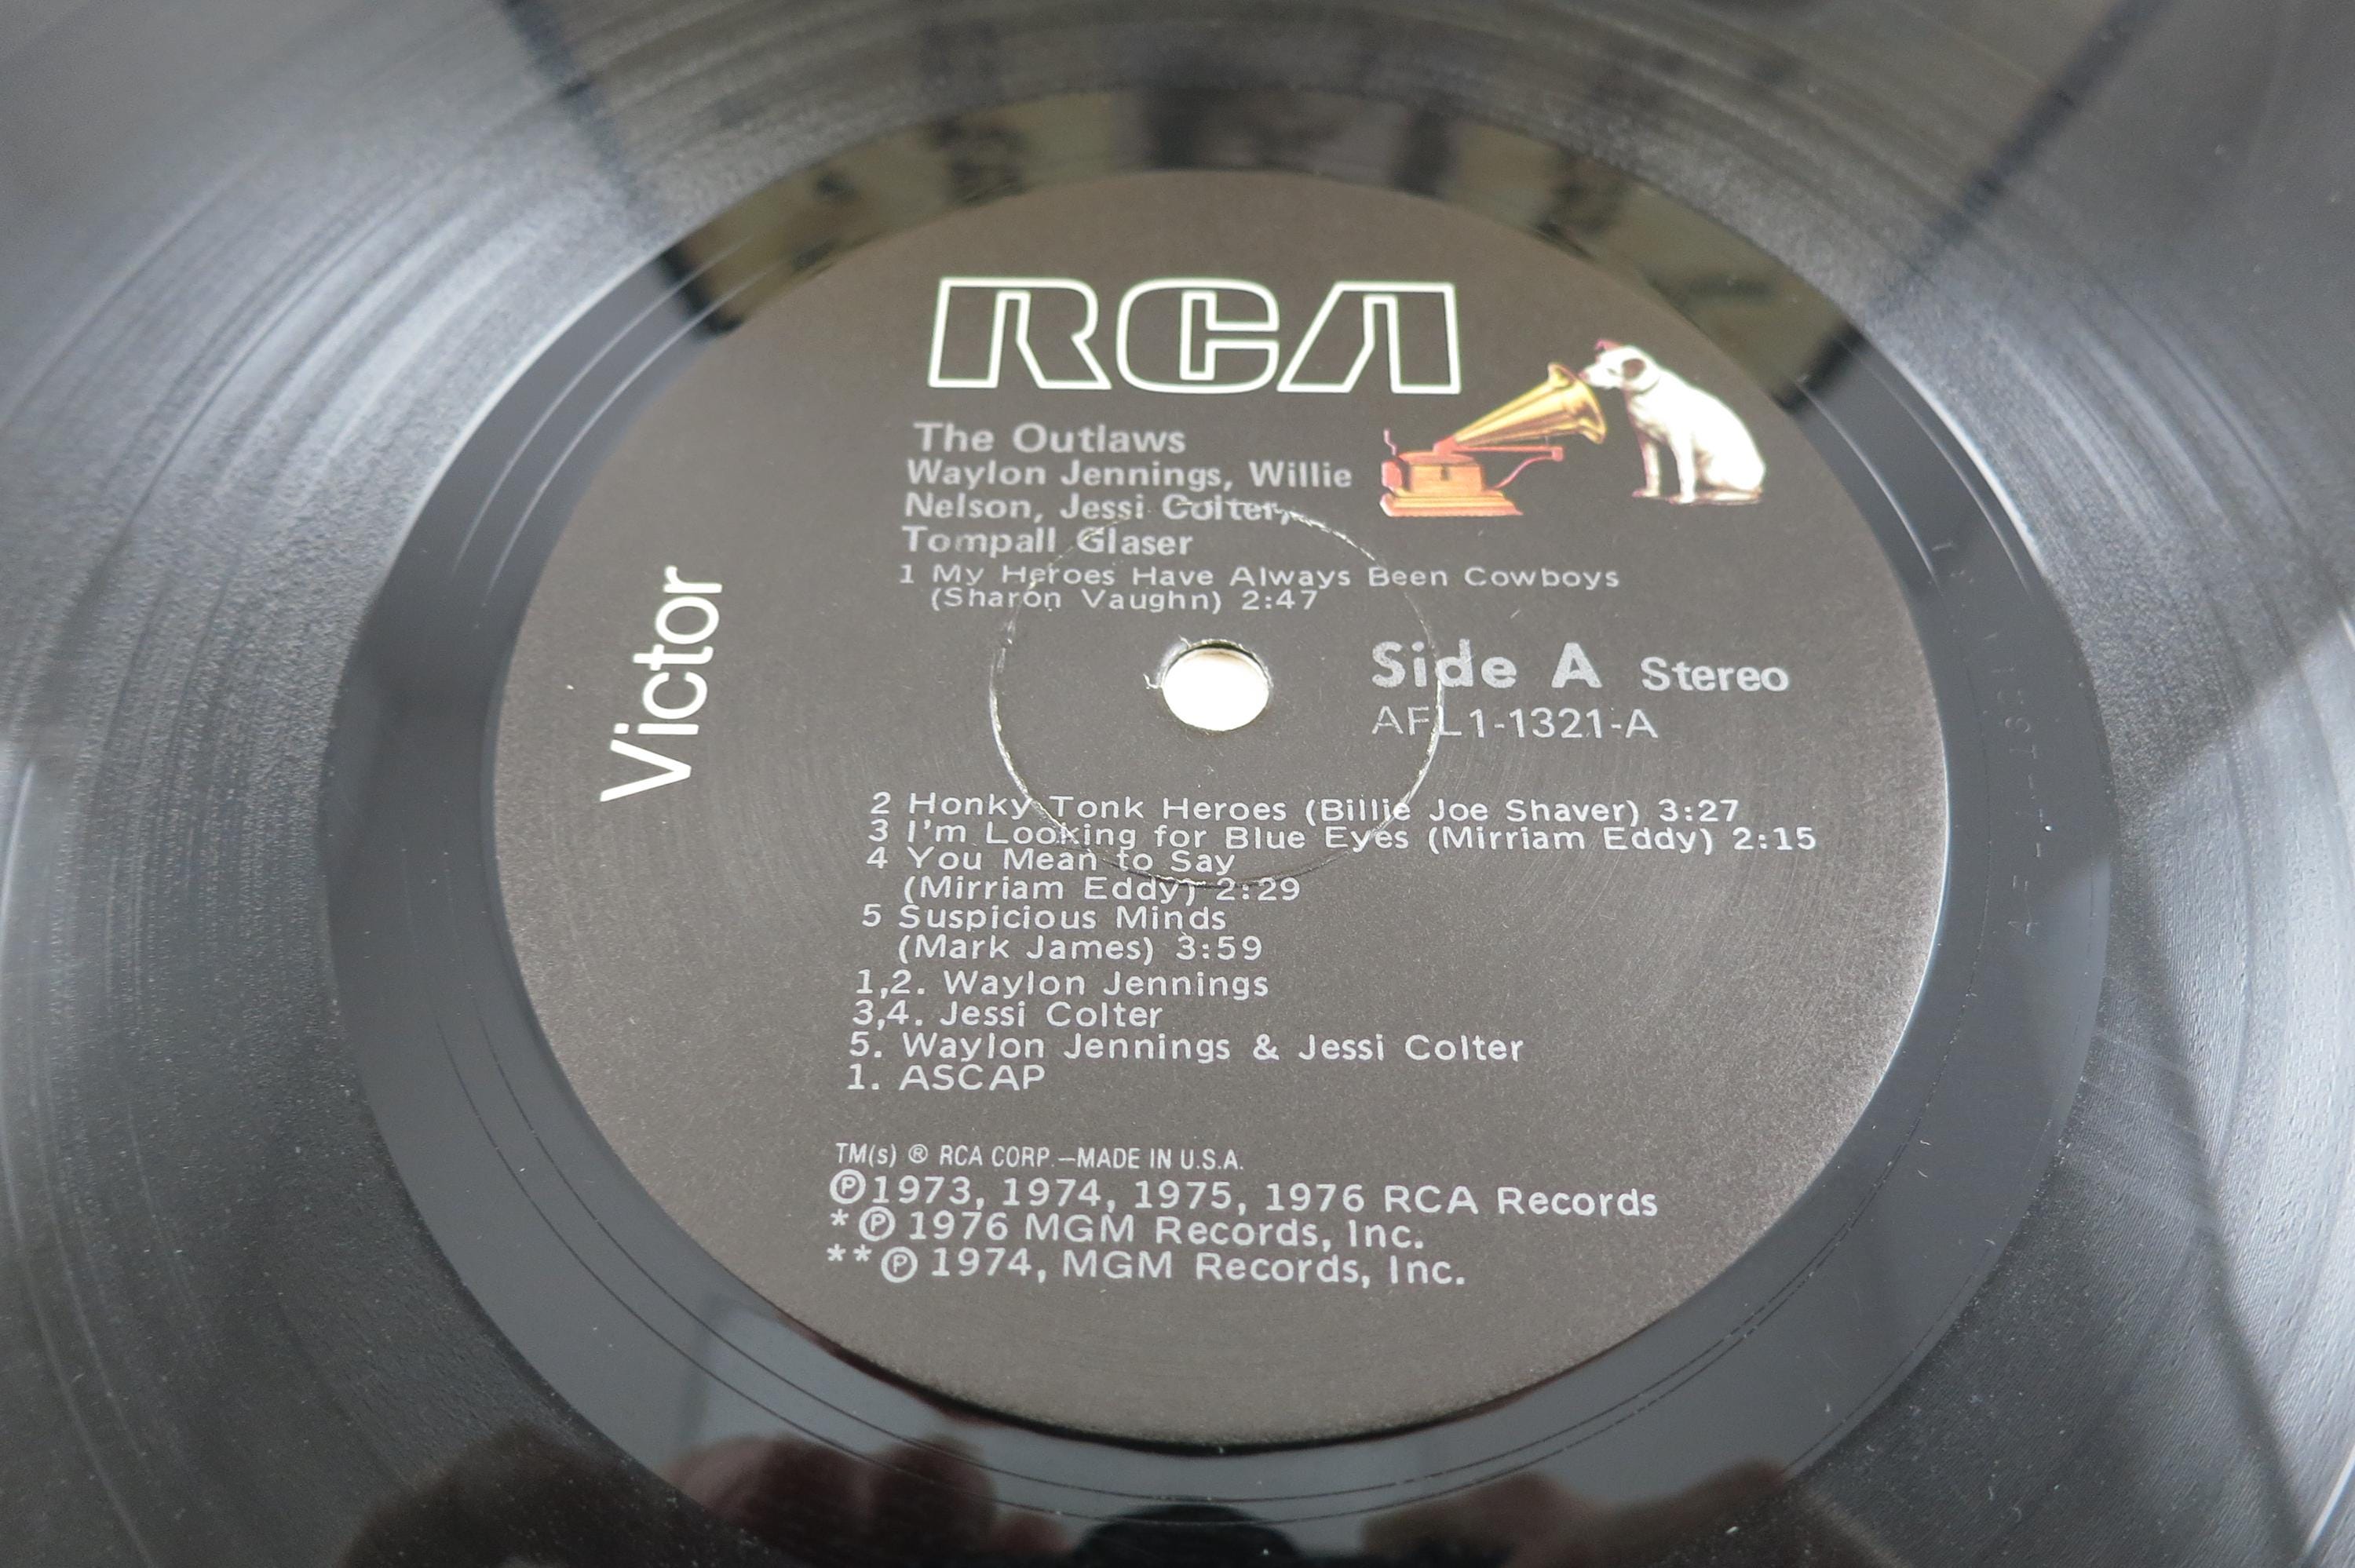 RCA
The Outlaws
Waylon Jennings, Willie
Nelson, Jessi Colter,
Tompall Glaser
1 My Heroes Have Always Been Cowboys
(Sharon Vaughn) 2:47
Victor
Side A Stereo
AFL1-1321-A
2 Honky Tonk Heroes (Billie Joe Shaver) 3:27
3 I'm Looking for Blue Eyes (Mirriam Eddy) 2:15
4 You Mean to Say
(Mirriam Eddy) 2:29
5 Suspicious Minds
(Mark James) 3:59
1,2. Waylon Jennings
3,4. Jessi Colter
5. Waylon Jennings & Jessi Colter
1. ASCAP
TM(s) ® RCA CORP.—MADE IN U.S.A.
℗1973, 1974, 1975, 1976 RCA Records
*℗ 1976 MGM Records, Inc.
**℗ 1974, MGM Records, Inc.